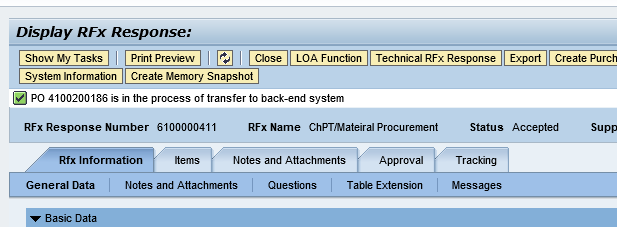 Display RFx Response:
Show My Tasks Print Preview Close LOA Function Technical RFx Response Export Create Purch
System Information Create Memory Snapshot
PO 4100200186 is in the process of transfer to back-end system
RFx Response Number 6100000411 RFx Name ChPT/Mateiral Procurement Status Accepted Supp
Rfx Information Items Notes and Attachments Approval Tracking
General Data Notes and Attachments Questions Table Extension Messages
Basic Data